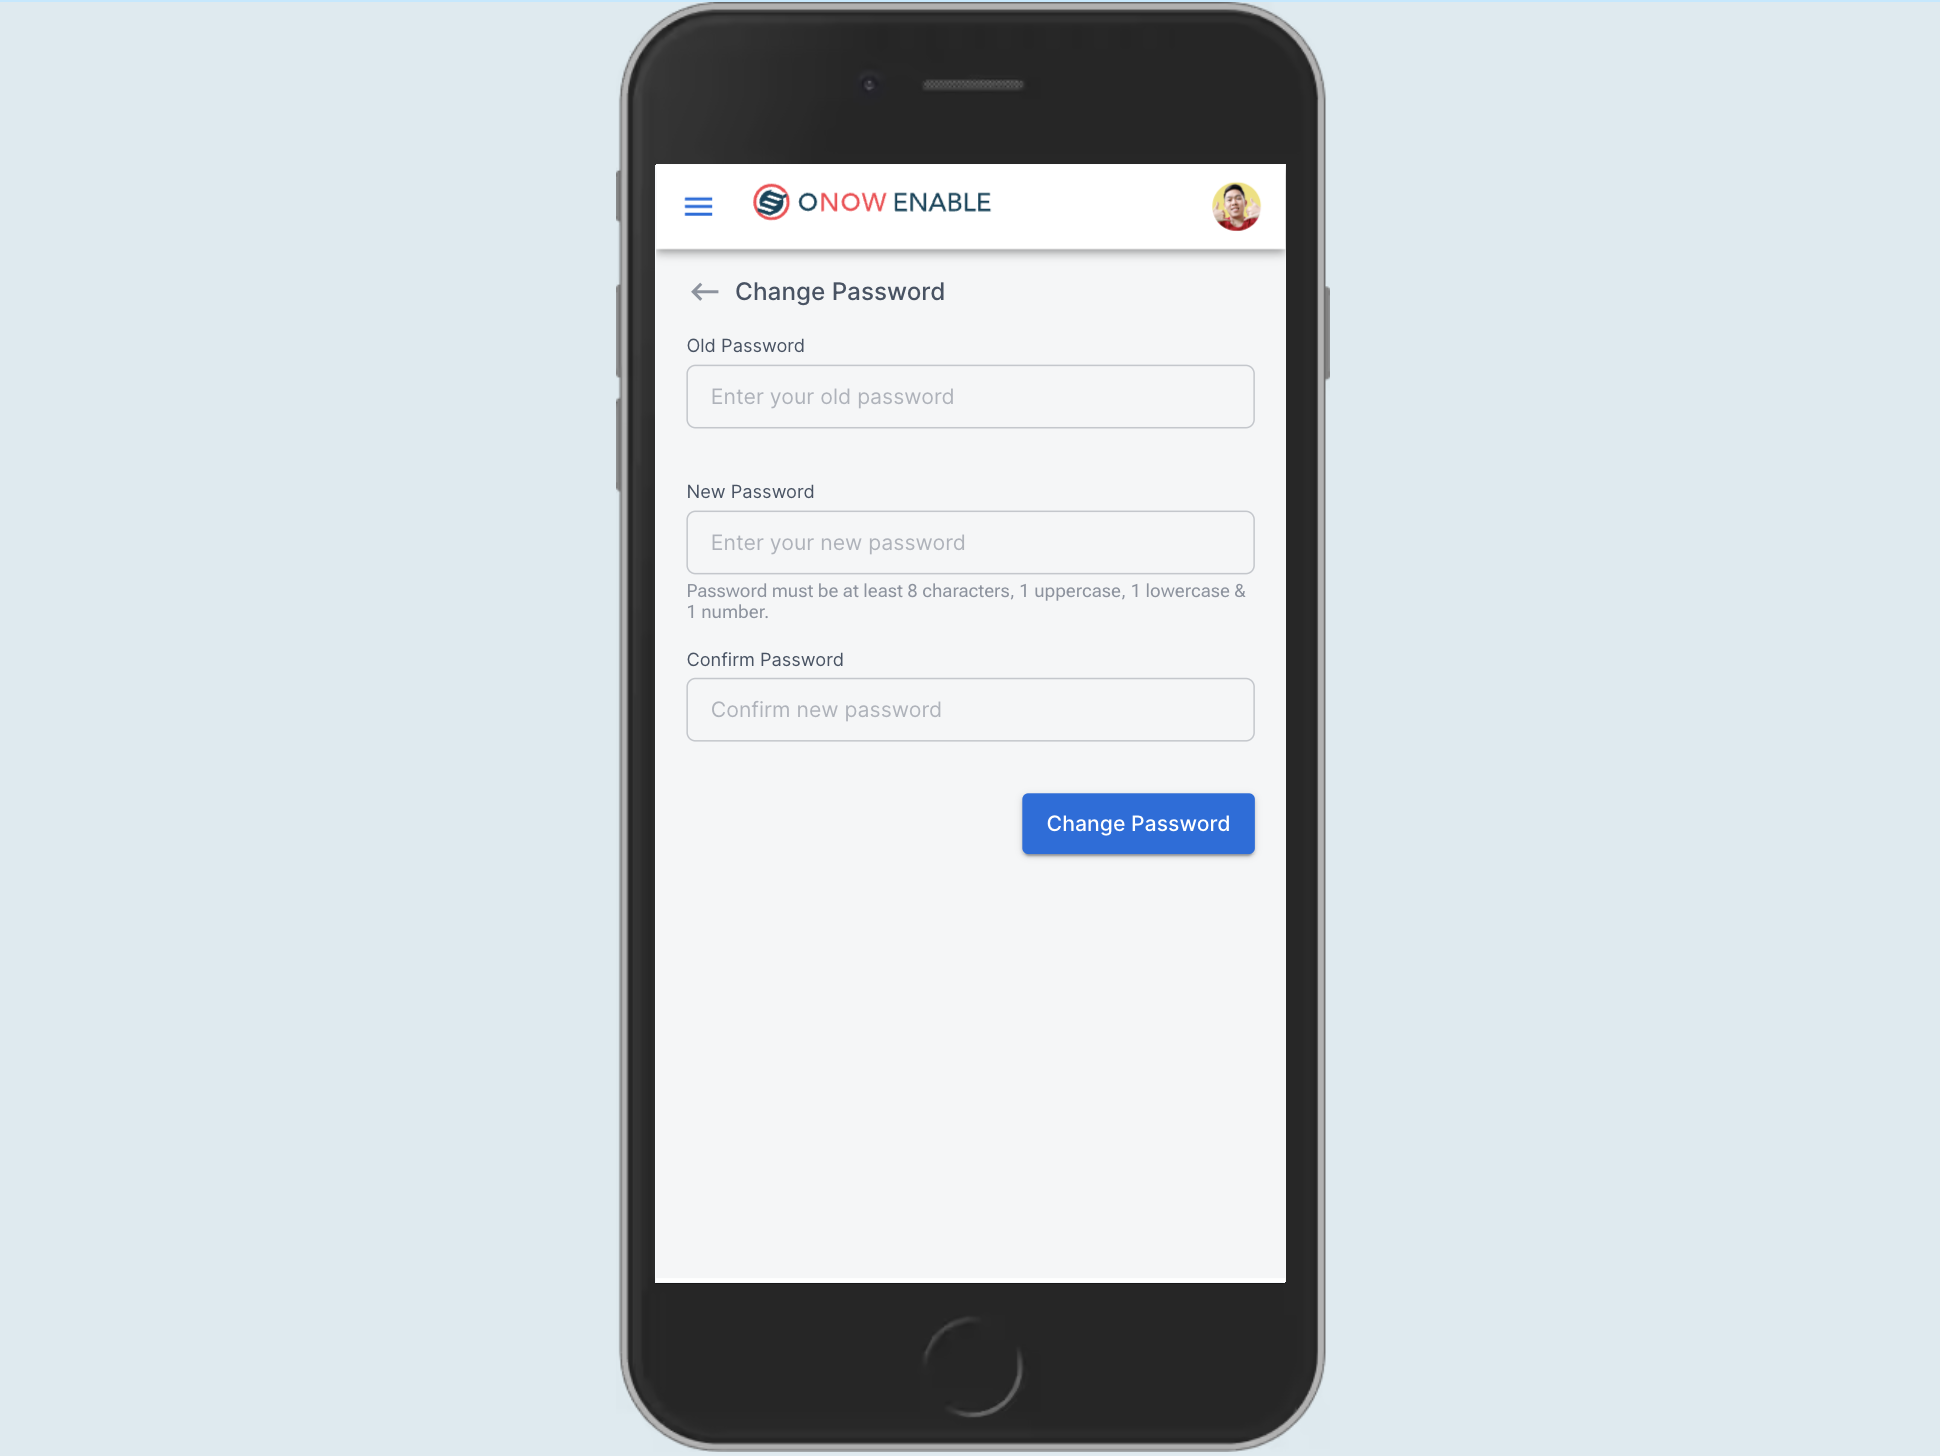 ONOW ENABLE
Change Password
Old Password
Enter your old password
New Password
Enter your new password
Password must be at least 8 characters, 1 uppercase, 1 lowercase &
1 number.
Confirm Password
Confirm new password
Change Password